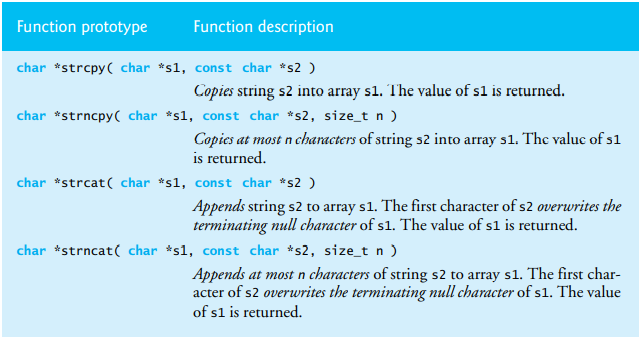 Function prototype Function description
char *strcpy( char *s1, const char *s2 )
Copies string s2 into array s1. The value of s1 is returned.
char *strncpy( char *s1, const char *s2, size_t n )
Copies at most n characters of string s2 into array s1. The value of s1
is returned.
char *strcat( char *s1, const char *s2 )
Appends string s2 to array s1. The first character of s2 overwrites the
terminating null character of s1. The value of s1 is returned.
char *strncat( char *s1, const char *s2, size_t n )
Appends at most n characters of string s2 to array s1. The first char-
acter of s2 overwrites the terminating null character of s1. The value
of s1 is returned.